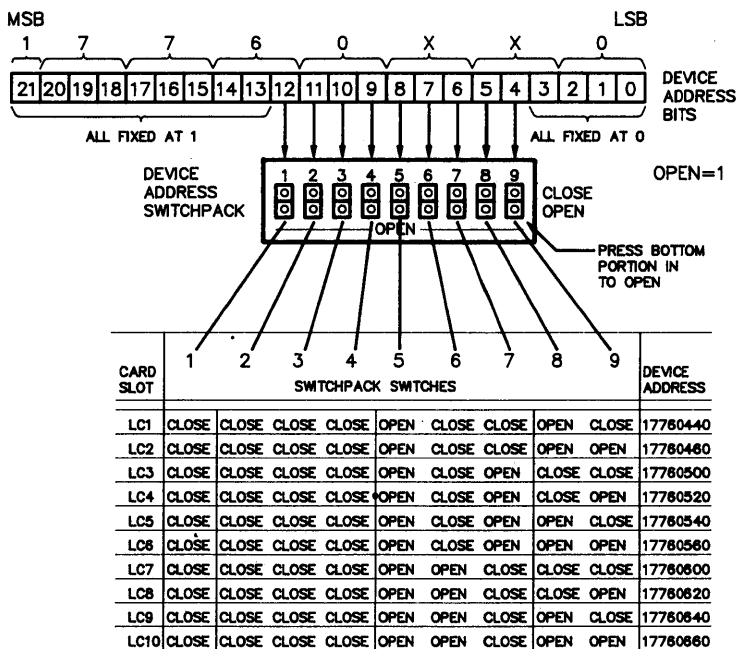 MSB LSB
1 7 7 6 0 X X 0
21 20 19 18 17 16 15 14 13 12 11 10 9 8 7 6 5 4 3 2 1 0
DEVICE
ADDRESS
BITS
ALL FIXED AT 1
ALL FIXED AT 0
DEVICE
ADDRESS
SWITCHPACK
1 2 3 4 5 6 7 8 9
CLOSE
OPEN
OPEN
OPEN=1
PRESS BOTTOM
PORTION IN
TO OPEN
1 2 3 4 5 6 7 8 9
CARD
SLOT
SWITCHPACK SWITCHES
DEVICE
ADDRESS
LC1 CLOSE CLOSE CLOSE CLOSE OPEN CLOSE CLOSE OPEN CLOSE 17760440
LC2 CLOSE CLOSE CLOSE CLOSE OPEN CLOSE CLOSE OPEN OPEN 17760460
LC3 CLOSE CLOSE CLOSE CLOSE OPEN CLOSE OPEN CLOSE CLOSE 17760500
LC4 CLOSE CLOSE CLOSE CLOSE OPEN CLOSE OPEN CLOSE OPEN 17760520
LC5 CLOSE CLOSE CLOSE CLOSE OPEN CLOSE OPEN OPEN CLOSE 17760540
LC6 CLOSE CLOSE CLOSE CLOSE OPEN CLOSE OPEN OPEN OPEN 17760560
LC7 CLOSE CLOSE CLOSE CLOSE OPEN OPEN CLOSE CLOSE CLOSE 17760600
LC8 CLOSE CLOSE CLOSE CLOSE OPEN OPEN CLOSE CLOSE OPEN 17760620
LC9 CLOSE CLOSE CLOSE CLOSE OPEN OPEN CLOSE OPEN CLOSE 17760640
LC10 CLOSE CLOSE CLOSE CLOSE OPEN OPEN CLOSE OPEN OPEN 17760660